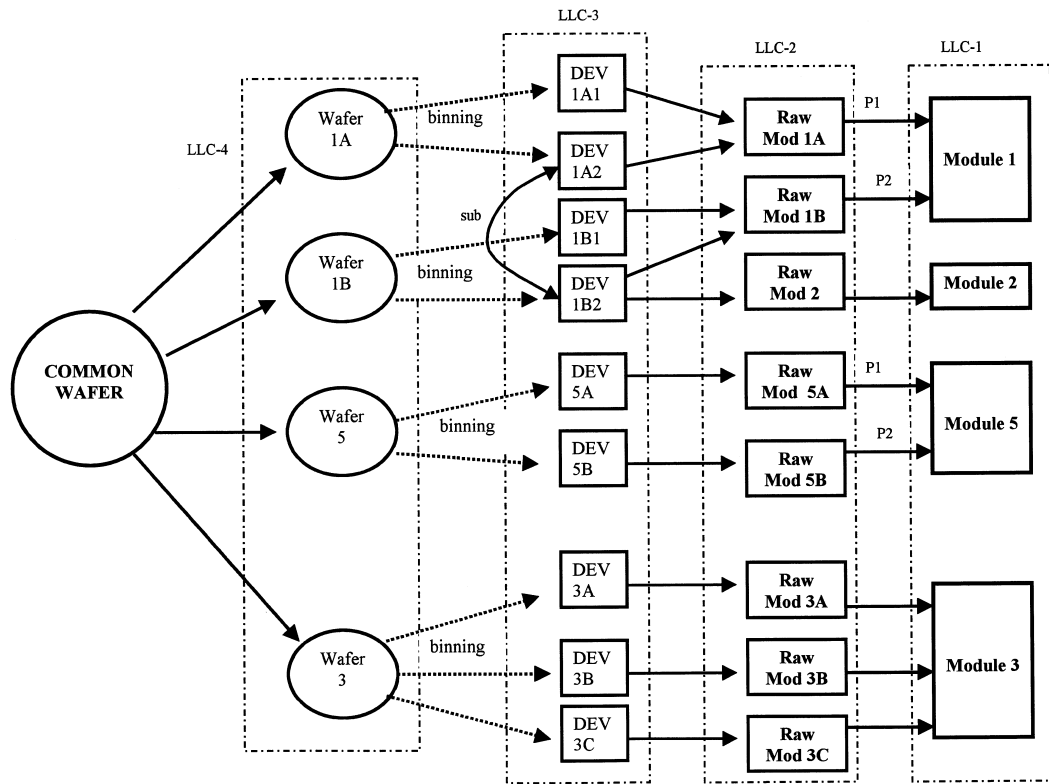 LLC-3
LLC-2
LLC-1
LLC-4
COMMON
WAFER
Wafer
1A
Wafer
1B
Wafer
5
Wafer
3
binning
binning
binning
binning
sub
DEV
1A1
DEV
1A2
DEV
1B1
DEV
1B2
DEV
5A
DEV
5B
DEV
3A
DEV
3B
DEV
3C
Raw
Mod 1A
Raw
Mod 1B
Raw
Mod 2
Raw
Mod 5A
Raw
Mod 5B
Raw
Mod 3A
Raw
Mod 3B
Raw
Mod 3C
P1
P2
P1
P2
Module 1
Module 2
Module 5
Module 3